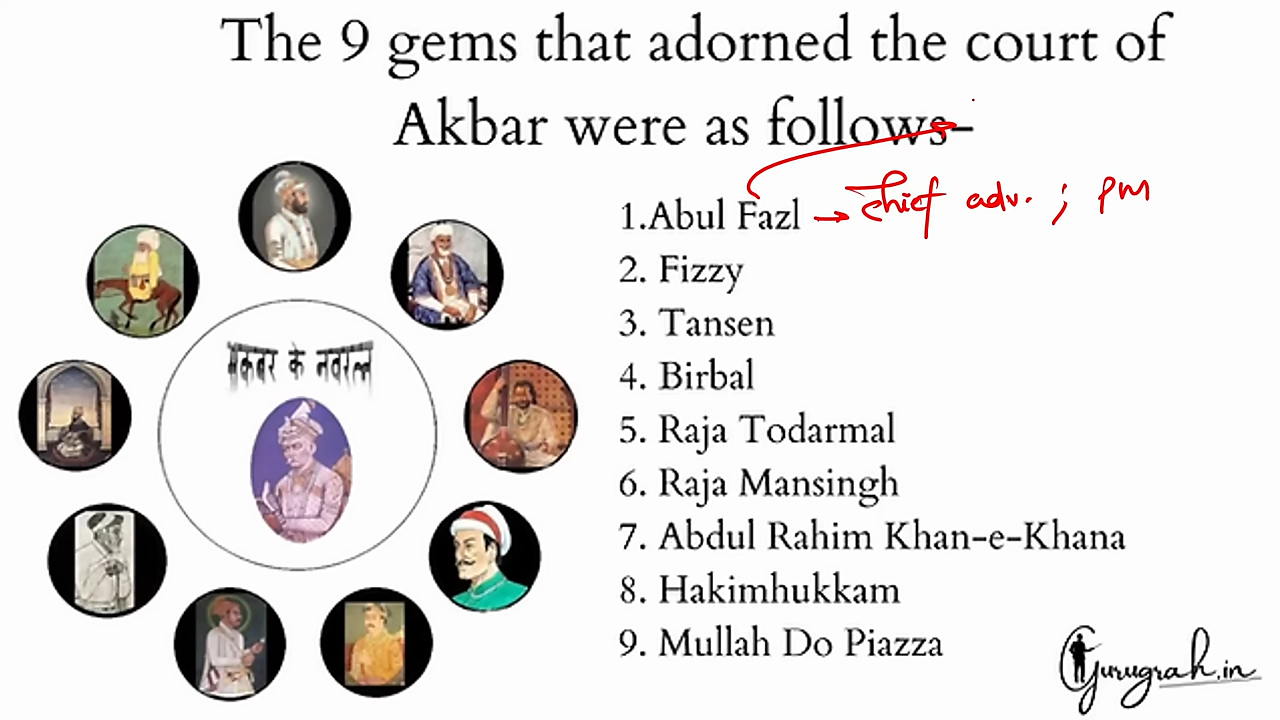 The 9 gems that adorned the court of
Akbar were as follows-
अकबर के नवरत्न
1.Abul Fazl → chief adv. ; PM
2. Fizzy
3. Tansen
4. Birbal
5. Raja Todarmal
6. Raja Mansingh
7. Abdul Rahim Khan-e-Khana
8. Hakimhukkam
9. Mullah Do Piazza
Gurugrah.in